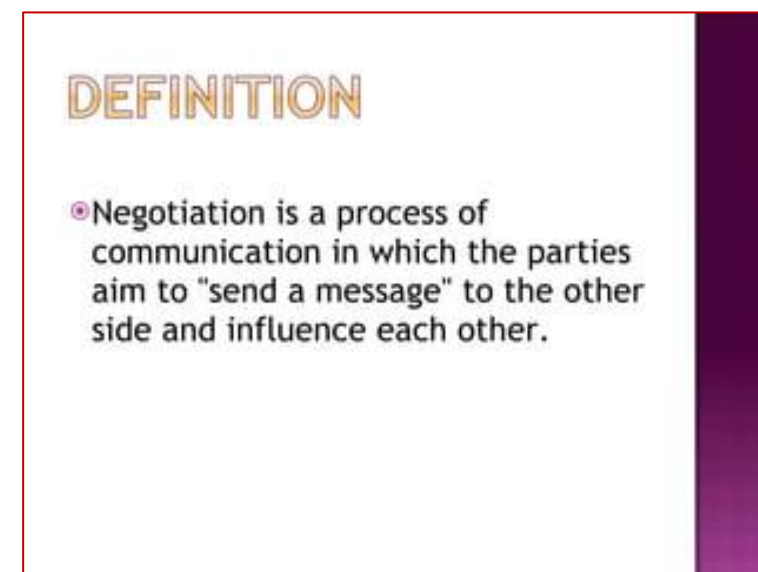 DEFINITION
Negotiation is a process of
communication in which the parties
aim to "send a message" to the other
side and influence each other.